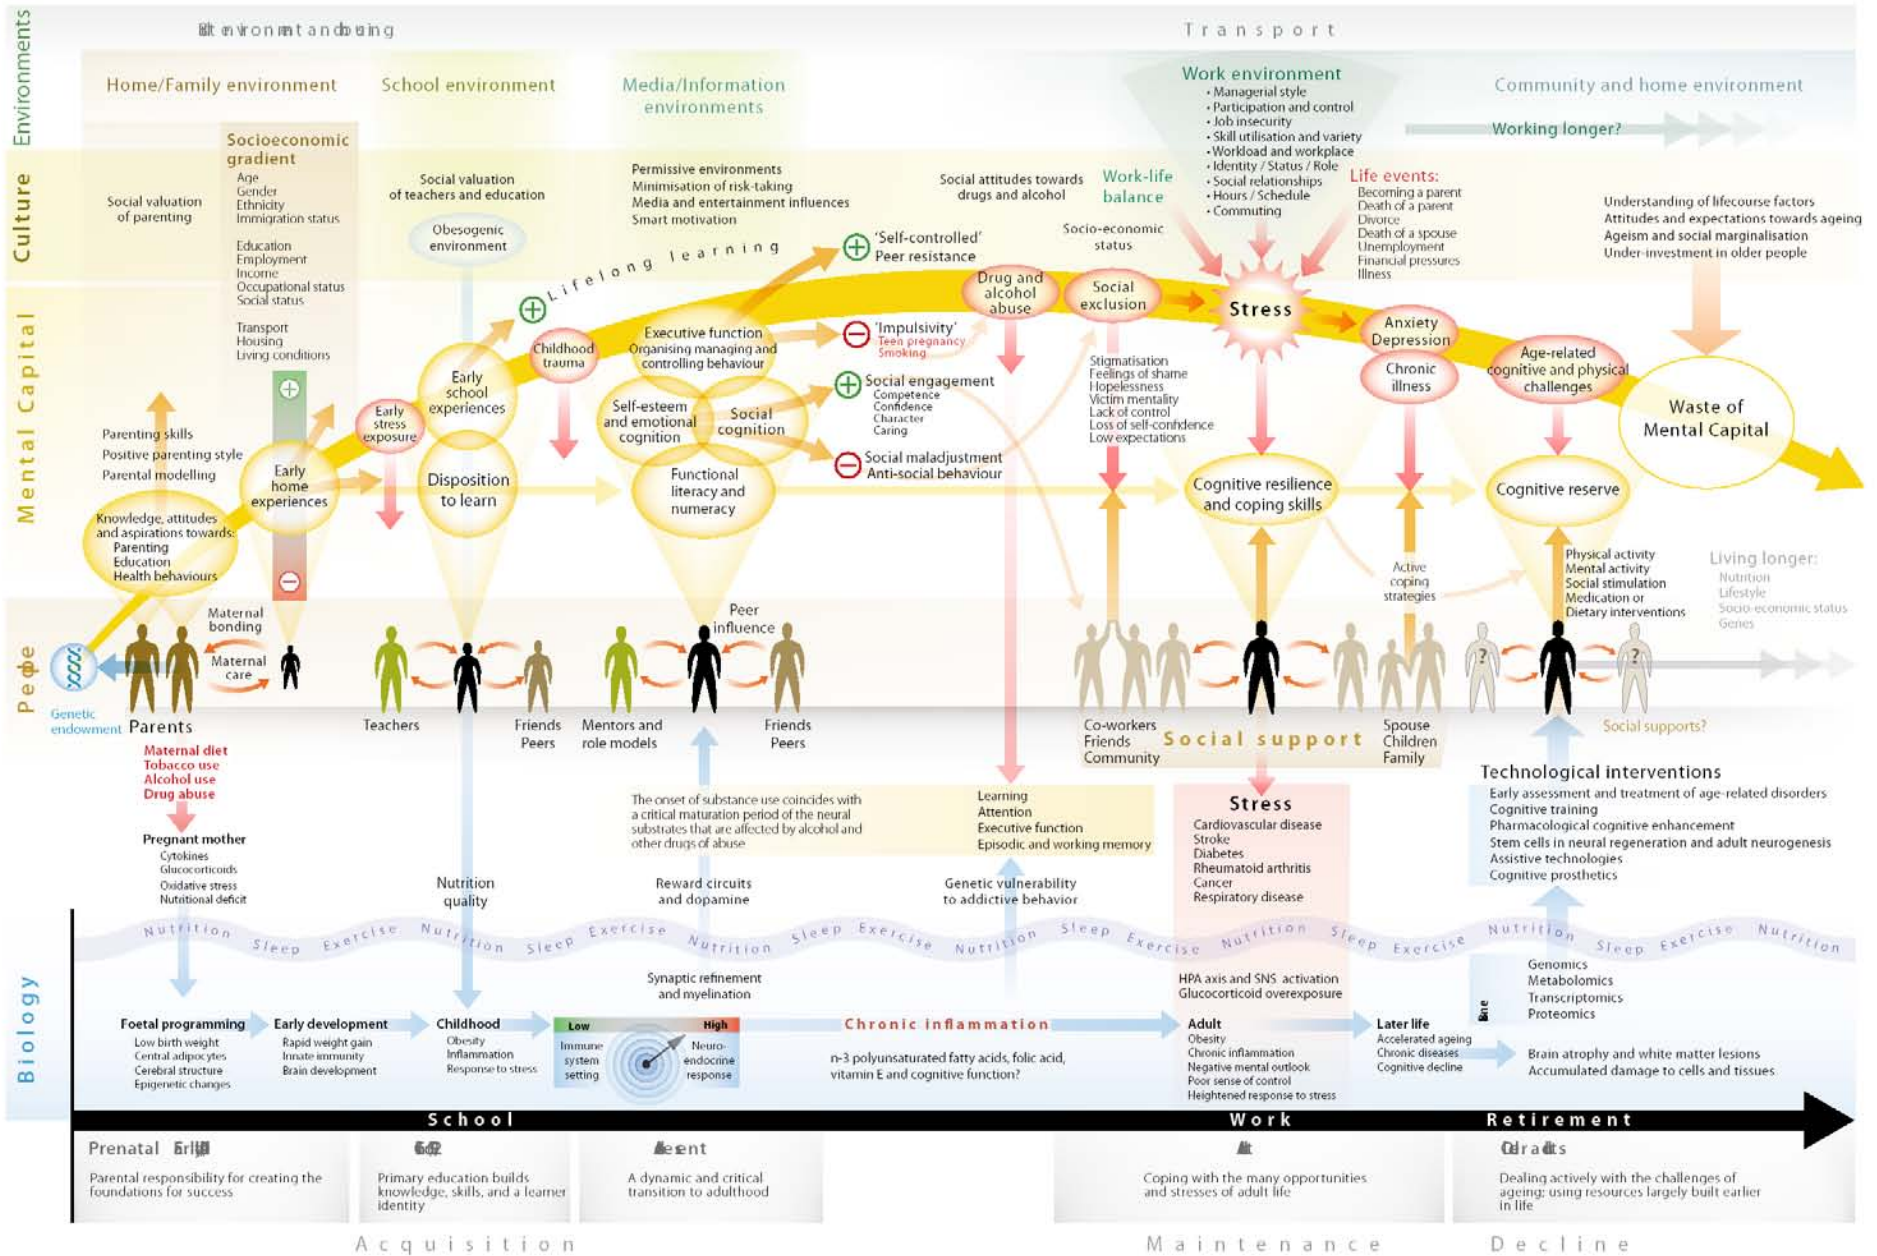 Environments
Transport
Home/Family environment
School environment
Media/Information
environments
Work environment
• Managerial style
• Participation and control
• Job insecurity
• Skill utilisation and variety
• Workload and workplace
• Identity / Status / Role
• Social relationships
• Hours / Schedule
• Commuting
Community and home environment
Working longer?
Culture
Social valuation
of parenting
Socioeconomic
gradient
Age
Gender
Ethnicity
Immigration status
Education
Employment
Income
Occupational status
Social status
Transport
Housing
Living conditions
Social valuation
of teachers and education
Obesogenic
environment
Permissive environments
Minimisation of risk-taking
Media and entertainment influences
Smart motivation
Social attitudes towards
drugs and alcohol
Work-life
balance
Socio-economic
status
Life events:
Becoming a parent
Death of a parent
Divorce
Death of a spouse
Unemployment
Financial pressures
Illness
Understanding of lifecourse factors
Attitudes and expectations towards ageing
Ageism and social marginalisation
Under-investment in older people
Mental Capital
Lifelong learning
'Self-controlled'
Peer resistance
'Impulsivity'
Teen pregnancy
Smoking
Social engagement
Competence
Confidence
Character
Caring
Social maladjustment
Anti-social behaviour
Parenting skills
Positive parenting style
Parental modelling
Knowledge, attitudes
and aspirations towards:
Parenting
Education
Health behaviours
Early
home
experiences
Early
stress
exposure
Early
school
experiences
Disposition
to learn
Childhood
trauma
Executive function
Organising managing and
controlling behaviour
Self-esteem
and emotional
cognition
Social
cognition
Functional
literacy and
numeracy
Drug and
alcohol
abuse
Social
exclusion
Stigmatisation
Feelings of shame
Hopelessness
Victim mentality
Lack of control
Loss of self-confidence
Low expectations
Stress
Cognitive resilience
and coping skills
Anxiety
Depression
Chronic
illness
Active
coping
strategies
Age-related
cognitive and physical
challenges
Cognitive reserve
Waste of
Mental Capital
Physical activity
Mental activity
Social stimulation
Medication or
Dietary interventions
Living longer:
Nutrition
Lifestyle
Socio-economic status
Genes
Genetic
endowment
Parents
Maternal
bonding
Maternal
care
Teachers
Friends
Peers
Mentors and
role models
Peer
influence
Friends
Peers
Co-workers
Friends
Community
Social support
Spouse
Children
Family
?
?
Social supports?
Maternal diet
Tobacco use
Alcohol use
Drug abuse
Pregnant mother
Cytokines
Glucocorticoids
Oxidative stress
Nutritional deficit
Nutrition
quality
The onset of substance use coincides with
a critical maturation period of the neural
substrates that are affected by alcohol and
other drugs of abuse
Reward circuits
and dopamine
Learning
Attention
Executive function
Episodic and working memory
Genetic vulnerability
to addictive behavior
Stress
Cardiovascular disease
Stroke
Diabetes
Rheumatoid arthritis
Cancer
Respiratory disease
Technological interventions
Early assessment and treatment of age-related disorders
Cognitive training
Pharmacological cognitive enhancement
Stem cells in neural regeneration and adult neurogenesis
Assistive technologies
Cognitive prosthetics
Nutrition Sleep Exercise Nutrition Sleep Exercise Nutrition Sleep Exercise Nutrition Sleep Exercise Nutrition Sleep Exercise Nutrition Sleep Exercise Nutrition
Biology
Foetal programming
Low birth weight
Central adipocytes
Cerebral structure
Epigenetic changes
Early development
Rapid weight gain
Innate immunity
Brain development
Childhood
Obesity
Inflammation
Response to stress
Synaptic refinement
and myelination
Low
High
Immune
system
setting
Neuro-
endocrine
response
Chronic inflammation
n-3 polyunsaturated fatty acids, folic acid,
vitamin E and cognitive function?
HPA axis and SNS activation
Glucocorticoid overexposure
Adult
Obesity
Chronic inflammation
Negative mental outlook
Poor sense of control
Heightened response to stress
Later life
Accelerated ageing
Chronic diseases
Cognitive decline
Genomics
Metabolomics
Transcriptomics
Proteomics
Brain atrophy and white matter lesions
Accumulated damage to cells and tissues
School
Work
Retirement
Prenatal
Parental responsibility for creating the
foundations for success
Primary education builds
knowledge, skills, and a learner
identity
A dynamic and critical
transition to adulthood
Coping with the many opportunities
and stresses of adult life
Dealing actively with the challenges of
ageing; using resources largely built earlier
in life
Acquisition
Maintenance
Decline